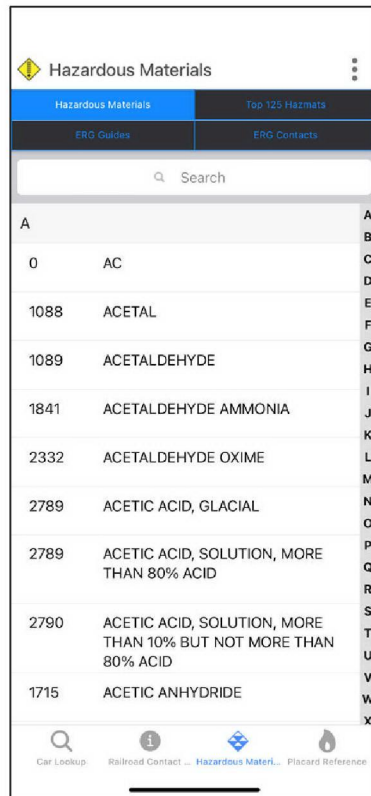 Hazardous Materials
Hazardous Materials
Top 125 Hazmats
ERG Guides
ERG Contacts
Search
A
0 AC
1088 ACETAL
1089 ACETALDEHYDE
1841 ACETALDEHYDE AMMONIA
2332 ACETALDEHYDE OXIME
2789 ACETIC ACID, GLACIAL
2789 ACETIC ACID, SOLUTION, MORE
THAN 80% ACID
2790 ACETIC ACID, SOLUTION, MORE
THAN 10% BUT NOT MORE THAN
80% ACID
1715 ACETIC ANHYDRIDE
A
B
C
D
E
F
G
H
I
J
K
L
M
N
O
P
Q
R
S
T
U
V
W
X
Car Lookup
Railroad Contact ...
Hazardous Materi...
Placard Reference